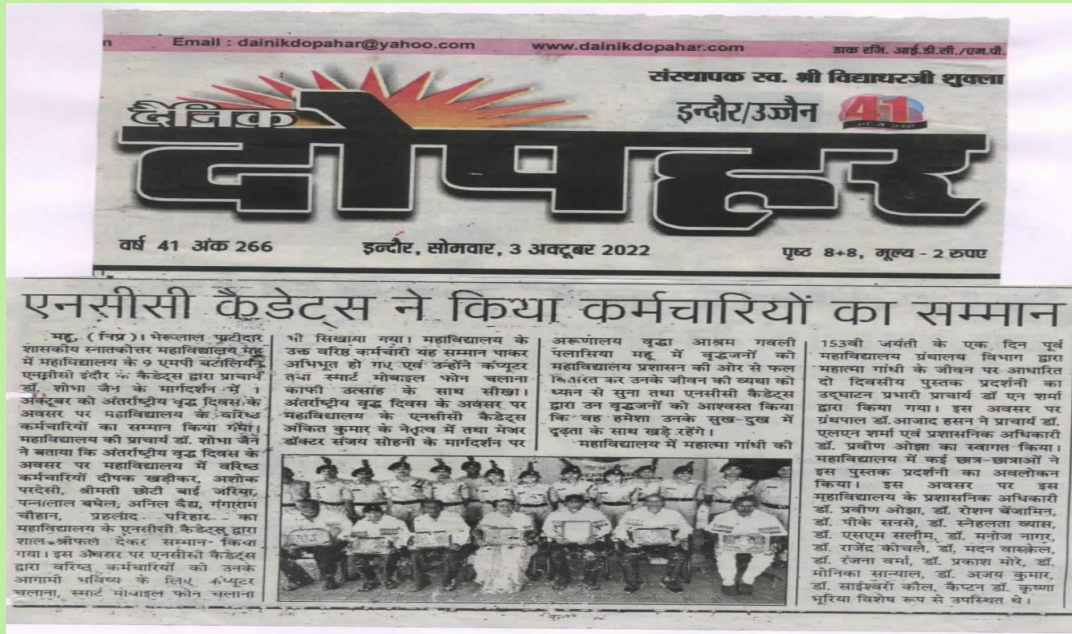 Email : dainikdopahar@yahoo.com
www.dainikdopahar.com
डाक रजि. आई.डी.सी./एम.पी.
संस्थापक स्व. श्री विद्याधरजी शुक्ला
दैनिक
दोपहर
इन्दौर/उज्जैन
41
वर्ष 41 अंक 266
इन्दौर, सोमवार, 3 अक्टूबर 2022
पृष्ठ 8+8, मूल्य - 2 रुपए
एनसीसी कैडेट्स ने किया कर्मचारियों का सम्मान
महू, (निप्र)। भेरूलाल पाटीदार
शासकीय स्नातकोत्तर महाविद्यालय महू
में महाविद्यालय के 9 एमपी बटालियन
एनसीसी इंदौर के कैडेट्स द्वारा प्राचार्य
डॉ. शोभा जैन के मार्गदर्शन में 1
अक्टूबर को अंतर्राष्ट्रीय वृद्ध दिवस के
अवसर पर महाविद्यालय के वरिष्ठ
कर्मचारियों का सम्मान किया गया।
महाविद्यालय की प्राचार्य डॉ. शोभा जैन
ने बताया कि अंतर्राष्ट्रीय वृद्ध दिवस के
अवसर पर महाविद्यालय में वरिष्ठ
कर्मचारियों दीपक खड़ीकर, अशोक
परदेसी, श्रीमती छोटी बाई जरिया,
पन्नालाल बघेल, अनिल वैद्य, गंगाराम
चौहान, प्रहलाद परिहार का
महाविद्यालय के एनसीसी कैडेट्स द्वारा
शाल-श्रीफल देकर सम्मान किया
गया। इस अवसर पर एनसीसी कैडेट्स
द्वारा वरिष्ठ कर्मचारियों को उनके
आगामी भविष्य के लिए कंप्यूटर
चलाना, स्मार्ट मोबाइल फोन चलाना
भी सिखाया गया। महाविद्यालय के
उक्त वरिष्ठ कर्मचारी यह सम्मान पाकर
अभिभूत हो गए एवं उन्होंने कंप्यूटर
तथा स्मार्ट मोबाइल फोन चलाना
काफी उत्साह के साथ सीखा।
अंतर्राष्ट्रीय वृद्ध दिवस के अवसर पर
महाविद्यालय के एनसीसी कैडेट्स
अंकित कुमार के नेतृत्व में तथा मेजर
डॉक्टर संजय सोहनी के मार्गदर्शन पर
अरूणालय वृद्धा आश्रम गवली
पलासिया महू में वृद्धजनों को
महाविद्यालय प्रशासन की ओर से फल
वितरित कर उनके जीवन की व्यथा को
ध्यान से सुना तथा एनसीसी कैडेट्स
द्वारा उन वृद्धजनों को आश्वस्त किया
कि वह हमेशा उनके सुख-दुख में
दृढ़ता के साथ खड़े रहेंगे।
महाविद्यालय में महात्मा गांधी की
153वी जयंती के एक दिन पूर्व
महाविद्यालय ग्रंथालय विभाग द्वारा
महात्मा गांधी के जीवन पर आधारित
दो दिवसीय पुस्तक प्रदर्शनी का
उद्घाटन प्रभारी प्राचार्य डॉ एन शर्मा
द्वारा किया गया। इस अवसर पर
ग्रंथपाल डॉ.आजाद हसन ने प्राचार्य डॉ.
एलएन शर्मा एवं प्रशासनिक अधिकारी
डॉ. प्रवीण ओझा का स्वागत किया।
महाविद्यालय में कई छात्र-छात्राओं ने
इस पुस्तक प्रदर्शनी का अवलोकन
किया। इस अवसर पर इस
महाविद्यालय के प्रशासनिक अधिकारी
डॉ. प्रवीण ओझा, डॉ. रोशन बेंजामिन,
डॉ. पीके सनसे, डॉ. स्नेहलता व्यास,
डॉ. एसएम सलीम, डॉ. मनोज नागर,
डॉ. राजेंद्र कोचले, डॉ. मदन वास्केल,
डॉ. रंजना वर्मा, डॉ. प्रकाश मोरे, डॉ.
मोनिका सान्याल, डॉ. अजय कुमार,
डॉ. साईश्वरी कौल, कैप्टन डॉ. कृष्णा
भूरिया विशेष रूप से उपस्थित थे।